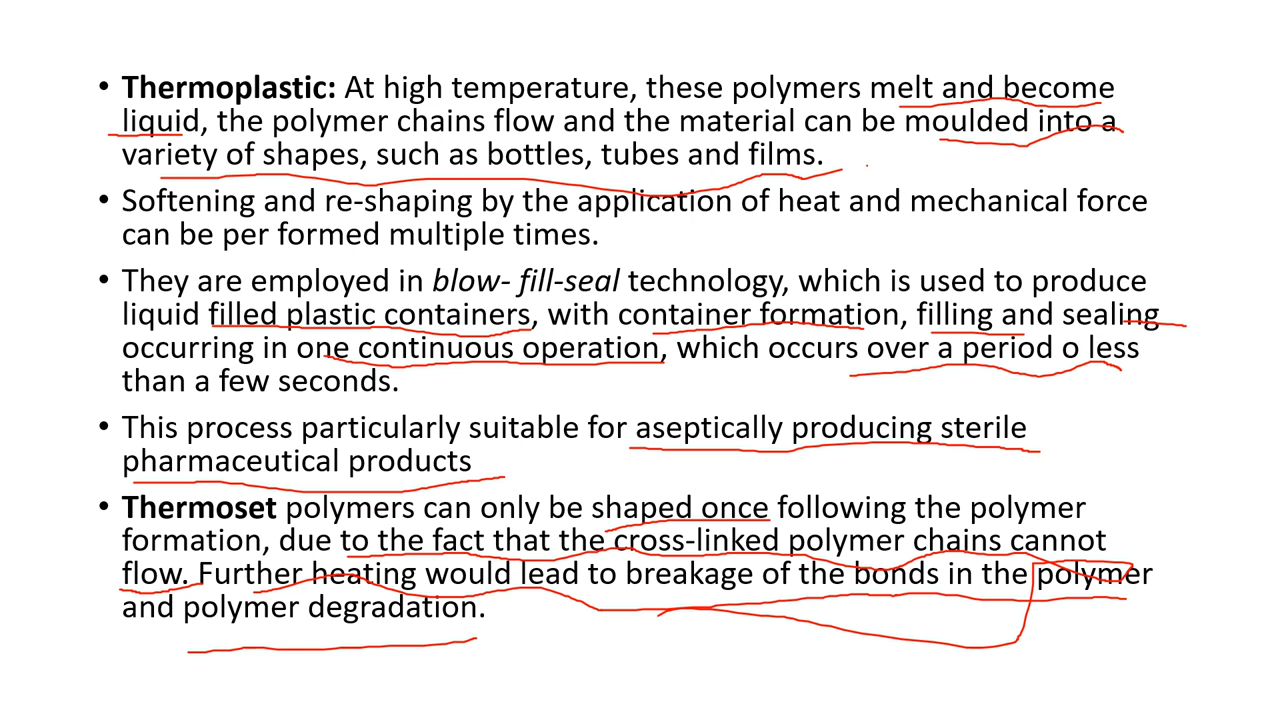 • Thermoplastic: At high temperature, these polymers melt and become
liquid, the polymer chains flow and the material can be moulded into a
variety of shapes, such as bottles, tubes and films.
• Softening and re-shaping by the application of heat and mechanical force
can be per formed multiple times.
• They are employed in blow- fill-seal technology, which is used to produce
liquid filled plastic containers, with container formation, filling and sealing
occurring in one continuous operation, which occurs over a period o less
than a few seconds.
• This process particularly suitable for aseptically producing sterile
pharmaceutical products
• Thermoset polymers can only be shaped once following the polymer
formation, due to the fact that the cross-linked polymer chains cannot
flow. Further heating would lead to breakage of the bonds in the polymer
and polymer degradation.